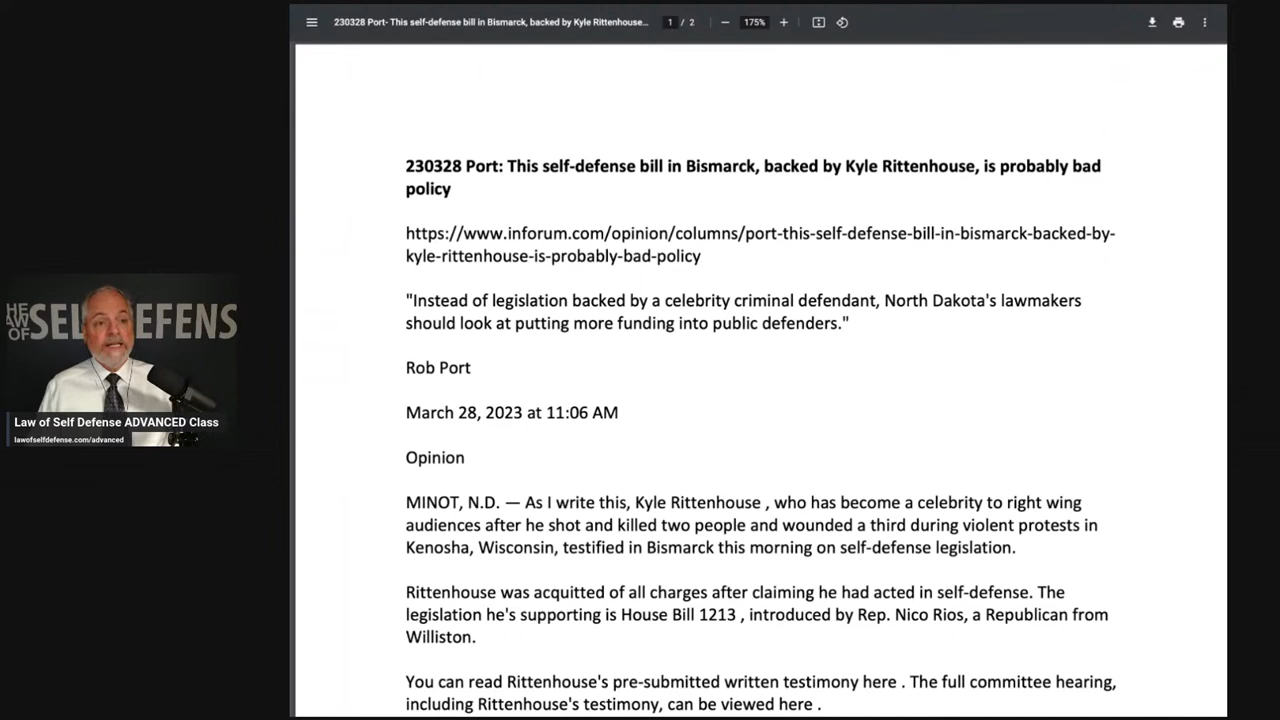 230328 Port- This self-defense bill in Bismarck, backed by Kyle Rittenhouse...
1 / 2
175%
230328 Port: This self-defense bill in Bismarck, backed by Kyle Rittenhouse, is probably bad
policy
https://www.inforum.com/opinion/columns/port-this-self-defense-bill-in-bismarck-backed-by-
kyle-rittenhouse-is-probably-bad-policy
"Instead of legislation backed by a celebrity criminal defendant, North Dakota's lawmakers
should look at putting more funding into public defenders."
Rob Port
March 28, 2023 at 11:06 AM
Opinion
MINOT, N.D. — As I write this, Kyle Rittenhouse , who has become a celebrity to right wing
audiences after he shot and killed two people and wounded a third during violent protests in
Kenosha, Wisconsin, testified in Bismarck this morning on self-defense legislation.
Rittenhouse was acquitted of all charges after claiming he had acted in self-defense. The
legislation he's supporting is House Bill 1213 , introduced by Rep. Nico Rios, a Republican from
Williston.
You can read Rittenhouse's pre-submitted written testimony here . The full committee hearing,
including Rittenhouse's testimony, can be viewed here .
HE
LAW
OF
SEL EFENS
Law of Self Defense ADVANCED Class
lawofselfdefense.com/advanced